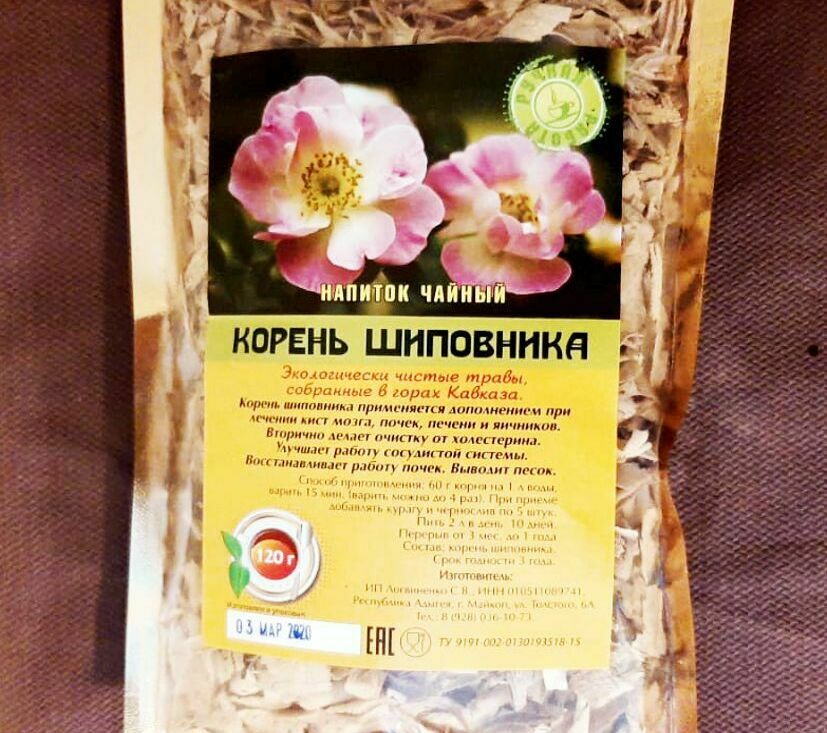 РУЧНАЯ РАБОТА
НАПИТОК ЧАЙНЫЙ
КОРЕНЬ ШИПОВНИКА
Экологически чистые травы,
собранные в горах Кавказа.
Корень шиповника применяется дополнением при
лечении кист мозга, почек, печени и яичников.
Вторично делает очистку от холестерина.
Улучшает работу сосудистой системы.
Восстанавливает работу почек. Выводит песок.
Способ приготовления: 60 г корня на 1 л воды,
варить 15 мин. (варить можно до 4 раз). При приеме
добавлять курагу и чернослив по 5 штук.
Пить 2 л в день 10 дней.
Перерыв от 3 мес. до 1 года
Состав: корень шиповника.
Срок годности 3 года.
120 г
Изготовитель:
ИП Логвиненко С.В., ИНН 010511089741,
Республика Адыгея, г. Майкоп, ул. Толстого, 6А
Тел.: 8 (928) 036-10-73
Изготовлен и упакован:
03 МАР 2020
ЕАС
ТУ 9191-002-0130193518-15